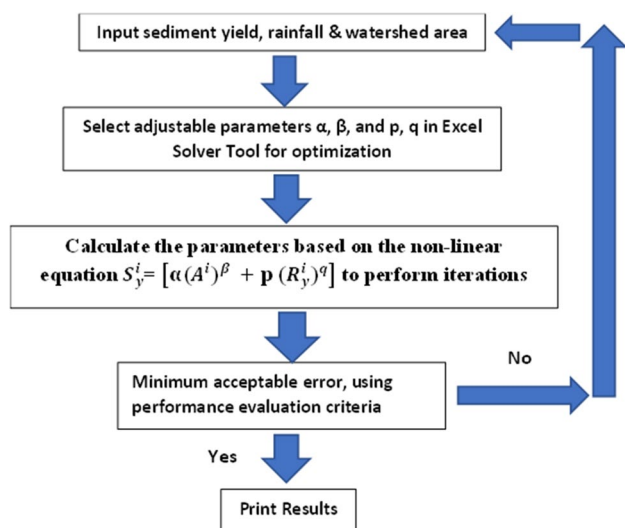 Input sediment yield, rainfall & watershed area
Select adjustable parameters α, β, and p, q in Excel
Solver Tool for optimization
Calculate the parameters based on the non-linear
equation $S_y^i = [α(A^i)^β + p (R_y^i)^q]$ to perform iterations
Minimum acceptable error, using
performance evaluation criteria
No
Yes
Print Results